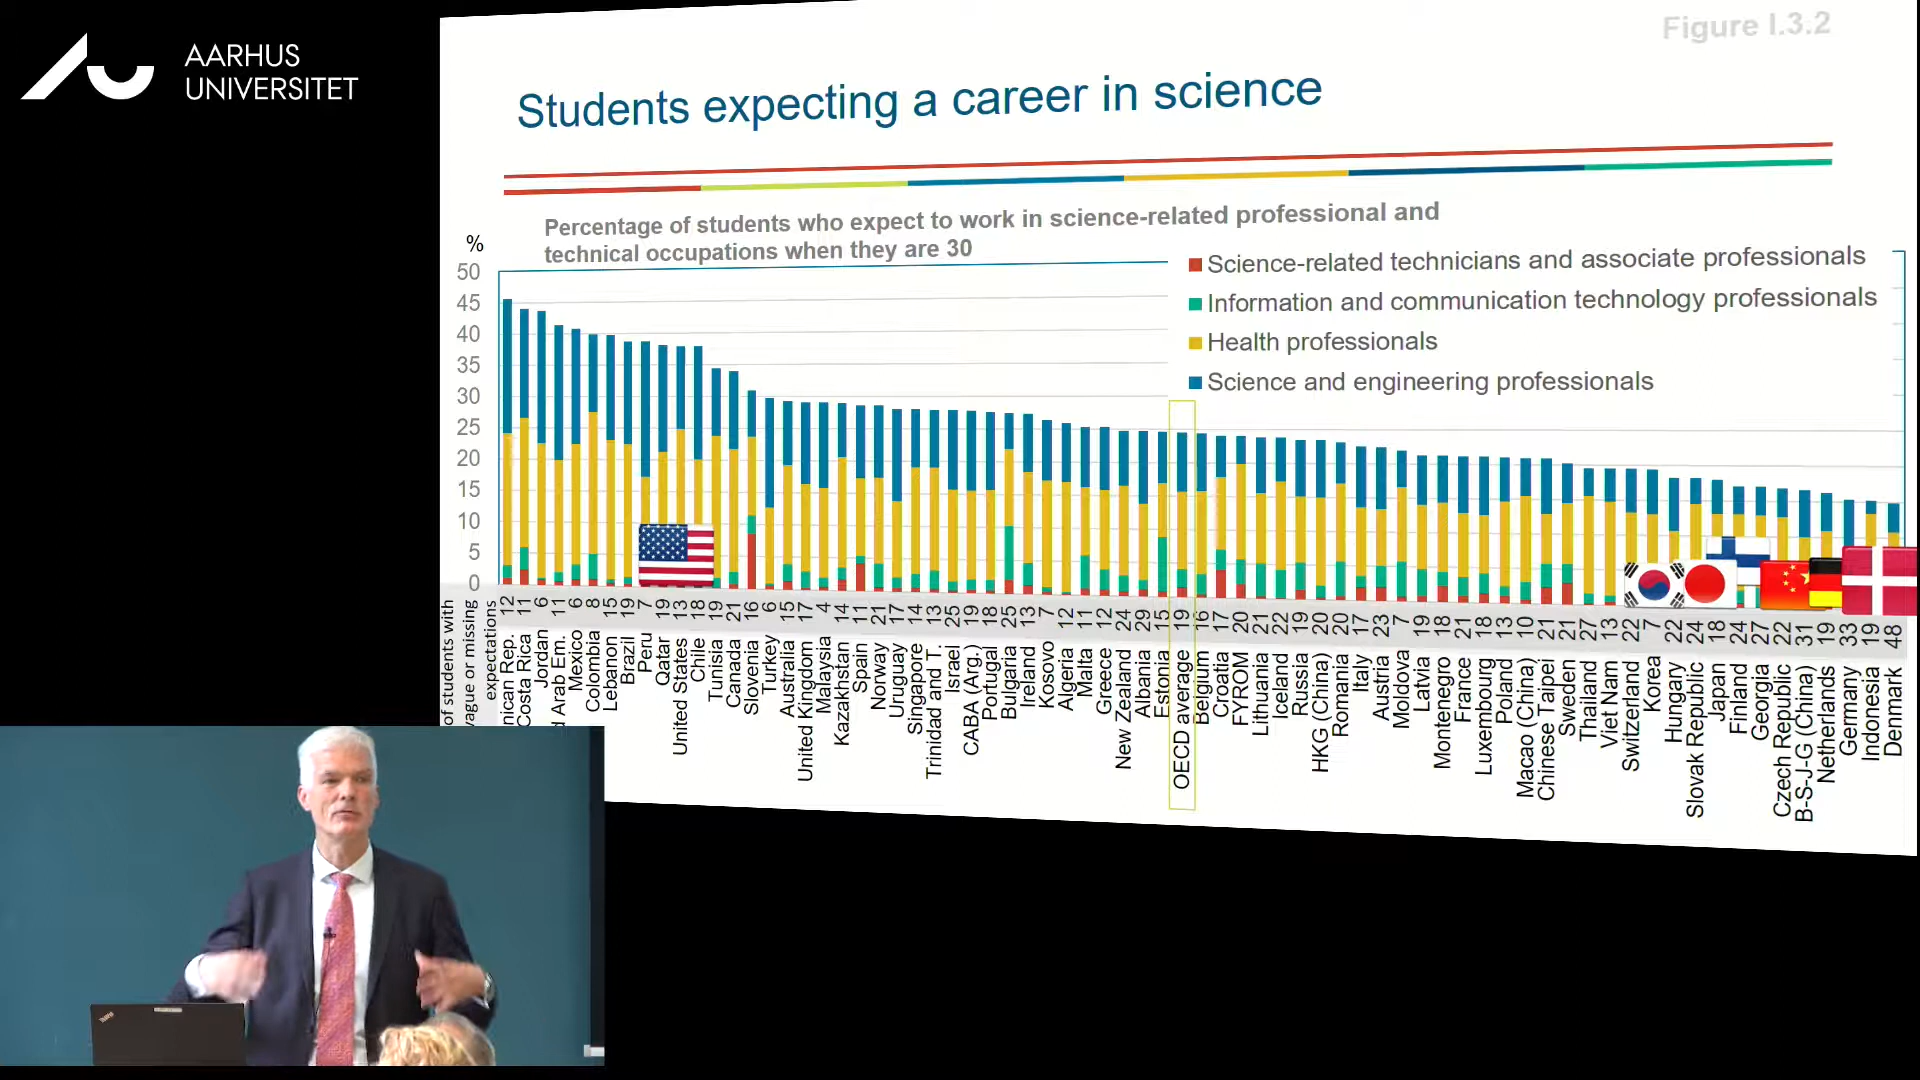 AARHUS
UNIVERSITET
Figure I.3.2
Students expecting a career in science
Percentage of students who expect to work in science-related professional and
technical occupations when they are 30
%
50
45
40
35
30
25
20
15
10
5
0
Science-related technicians and associate professionals
Information and communication technology professionals
Health professionals
Science and engineering professionals
of students with
vague or missing
expectations
12 11 6 11 6 8 15 19 7 19 13 18 19 21 16 6 15 17 4 14 11 21 17 14 13 25 19 18 25 13 7 12 11 12 24 29 15 19 16 17 20 21 22 19 20 20 17 23 7 19 18 21 18 13 10 21 21 27 13 22 7 22 24 18 24 27 22 31 19 33 19 48
nican Rep.
Costa Rica
Jordan
d Arab Em.
Mexico
Colombia
Lebanon
Brazil
Peru
Qatar
United States
Chile
Tunisia
Canada
Slovenia
Turkey
Australia
United Kingdom
Malaysia
Kazakhstan
Spain
Norway
Uruguay
Singapore
Trinidad and T.
Israel
CABA (Arg.)
Portugal
Bulgaria
Ireland
Kosovo
Algeria
Malta
Greece
New Zealand
Albania
Estonia
OECD average
Belgium
Croatia
FYROM
Lithuania
Iceland
Russia
HKG (China)
Romania
Italy
Austria
Moldova
Latvia
Montenegro
France
Luxembourg
Poland
Macao (China)
Chinese Taipei
Sweden
Thailand
Viet Nam
Switzerland
Korea
Hungary
Slovak Republic
Japan
Finland
Georgia
Czech Republic
B-S-J-G (China)
Netherlands
Germany
Indonesia
Denmark